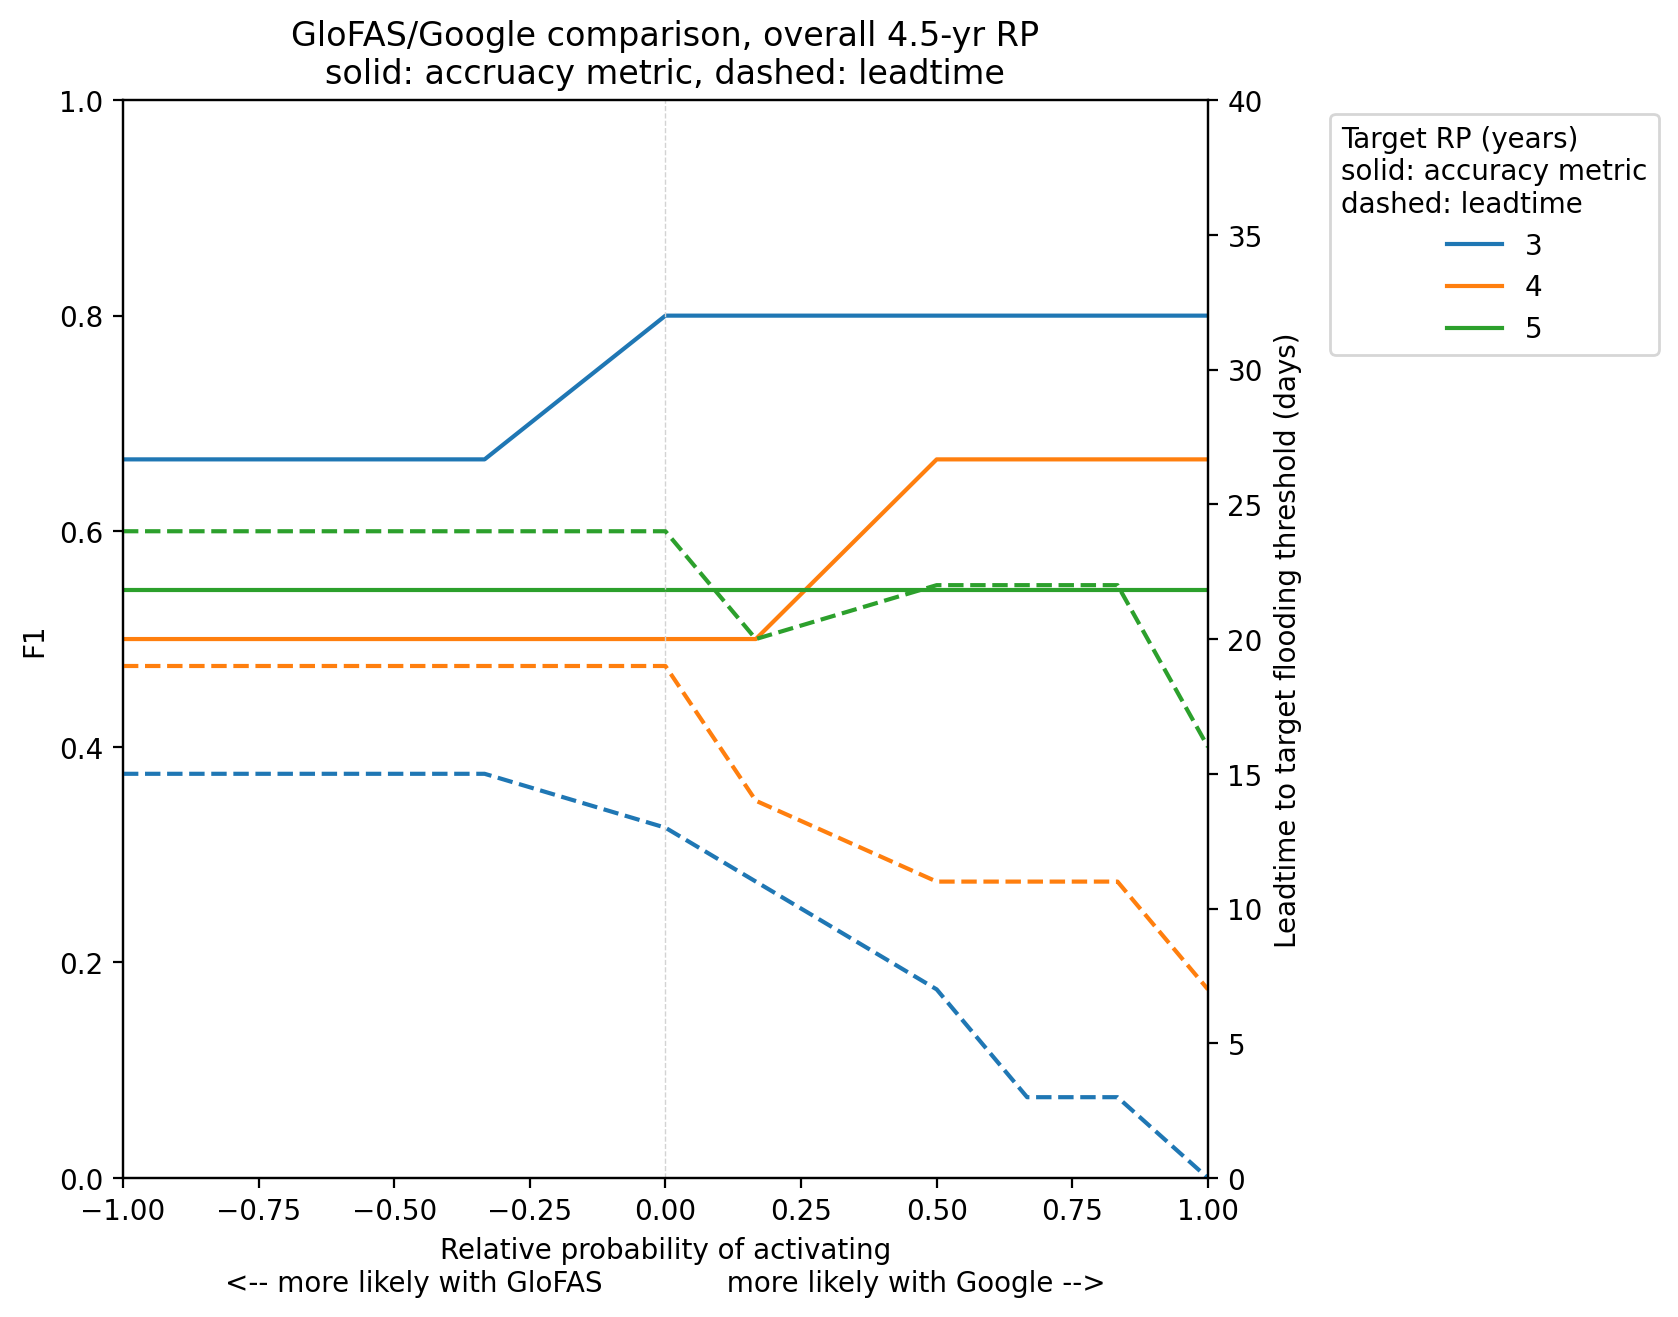 GloFAS/Google comparison, overall 4.5-yr RP
solid: accruacy metric, dashed: leadtime
1.0
0.8
0.6
0.4
0.2
0.0
F1
40
35
30
25
20
15
10
5
0
Leadtime to target flooding threshold (days)
Target RP (years)
solid: accuracy metric
dashed: leadtime
3
4
5
−1.00 −0.75 −0.50 −0.25 0.00 0.25 0.50 0.75 1.00
Relative probability of activating
<-- more likely with GloFAS more likely with Google -->